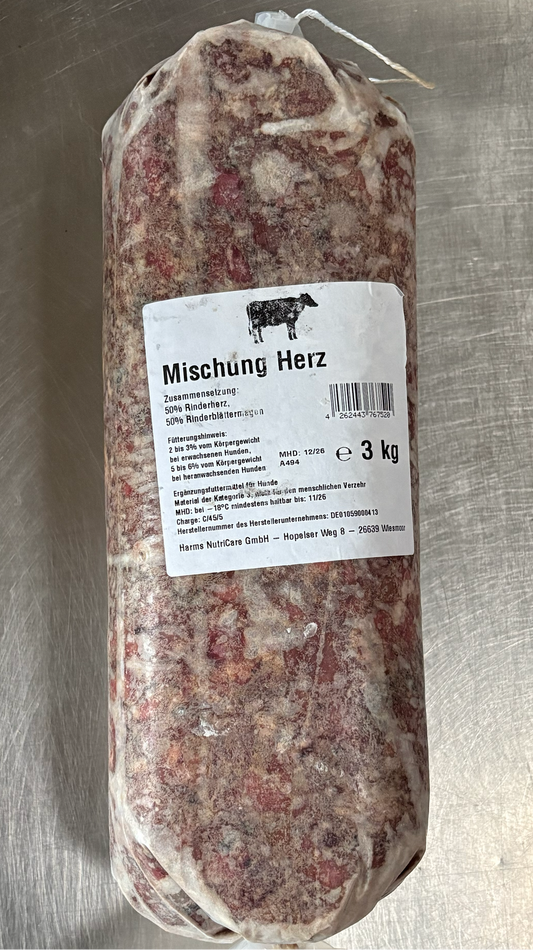 Mischung Herz
Zusammensetzung:
50% Rinderherz,
50% Rinderblättermagen
4 262443 767520
Fütterungshinweis:
2 bis 3% vom Körpergewicht
bei erwachsenen Hunden,
5 bis 6% vom Körpergewicht
bei heranwachsenden Hunden
MHD: 12/26
A494
℮ 3 kg
Ergänzungsfuttermittel für Hunde
Material der Kategorie 3, nicht für den menschlichen Verzehr
MHD: bei –18°C mindestens haltbar bis: 11/26
Charge: C/45/5
Herstellernummer des Herstellerunternehmens: DE01059000413
Harms NutriCare GmbH – Hopelser Weg 8 – 26639 Wiesmoor